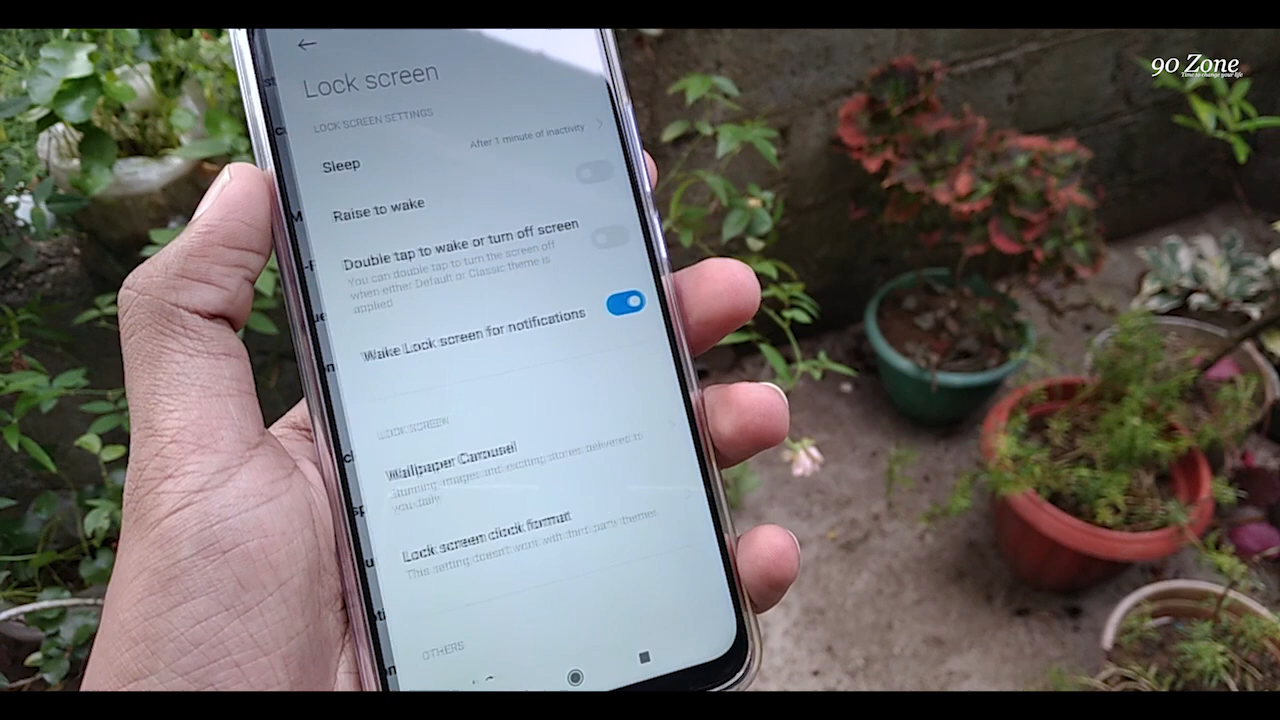 90 Zone
Time to change your life
Lock screen
LOCK SCREEN SETTINGS
Sleep
After 1 minute of inactivity
Raise to wake
Double tap to wake or turn off screen
You can double tap to turn the screen off
when either Default or Classic theme is
applied
Wake Lock screen for notifications
LOCK SCREEN
Wallpaper Carousel
Stunning images and exciting stories delivered to
you daily
Lock screen clock format
This setting doesn't work with third party themes
OTHERS